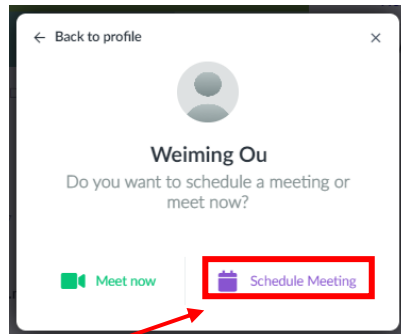 ← Back to profile ×
Weiming Ou
Do you want to schedule a meeting or
meet now?
Meet now Schedule Meeting